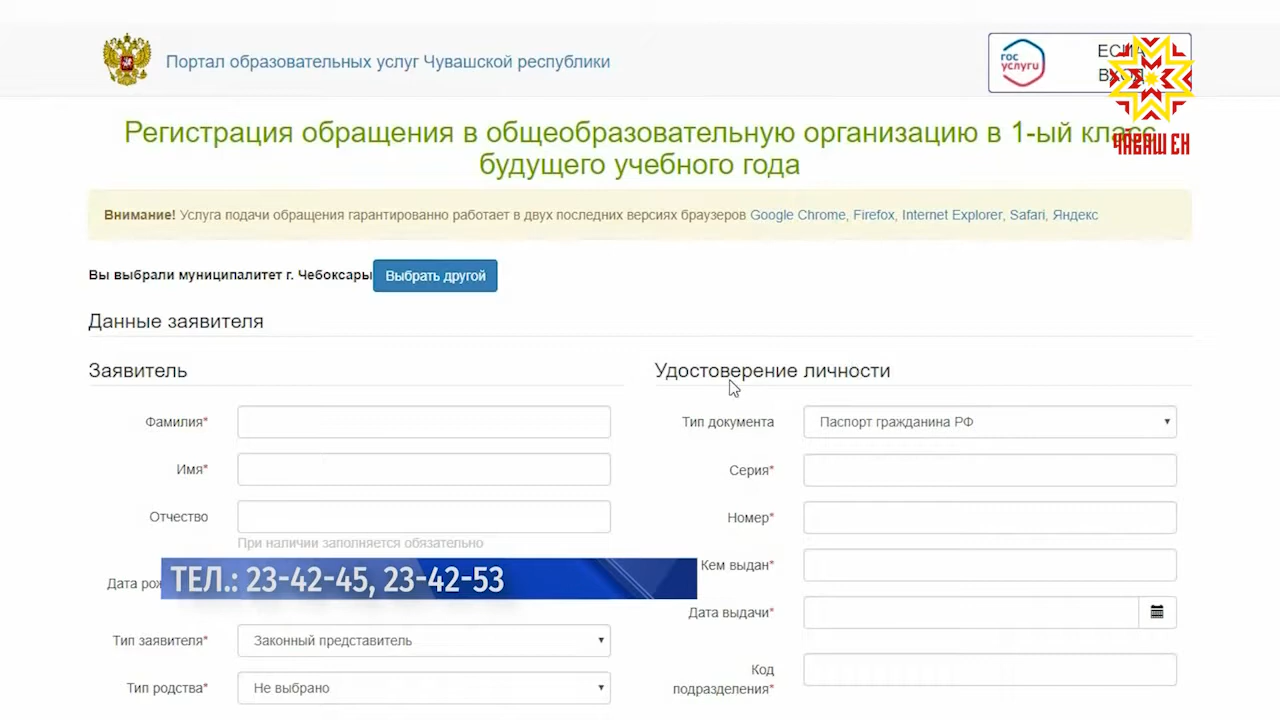 Портал образовательных услуг Чувашской республики
гос
услуги
ЧӐВАШ ЕН
Регистрация обращения в общеобразовательную организацию в 1-ый класс
будущего учебного года
Внимание! Услуга подачи обращения гарантированно работает в двух последних версиях браузеров Google Chrome, Firefox, Internet Explorer, Safari, Яндекс
Вы выбрали муниципалитет г. Чебоксары Выбрать другой
Данные заявителя
Заявитель
Удостоверение личности
Фамилия*
Тип документа Паспорт гражданина РФ
Имя*
Серия*
Отчество
Номер*
При наличии заполняется обязательно
Кем выдан*
Дата
ТЕЛ.: 23-42-45, 23-42-53
Дата выдачи*
Тип заявителя* Законный представитель
Код
подразделения*
Тип родства* Не выбрано